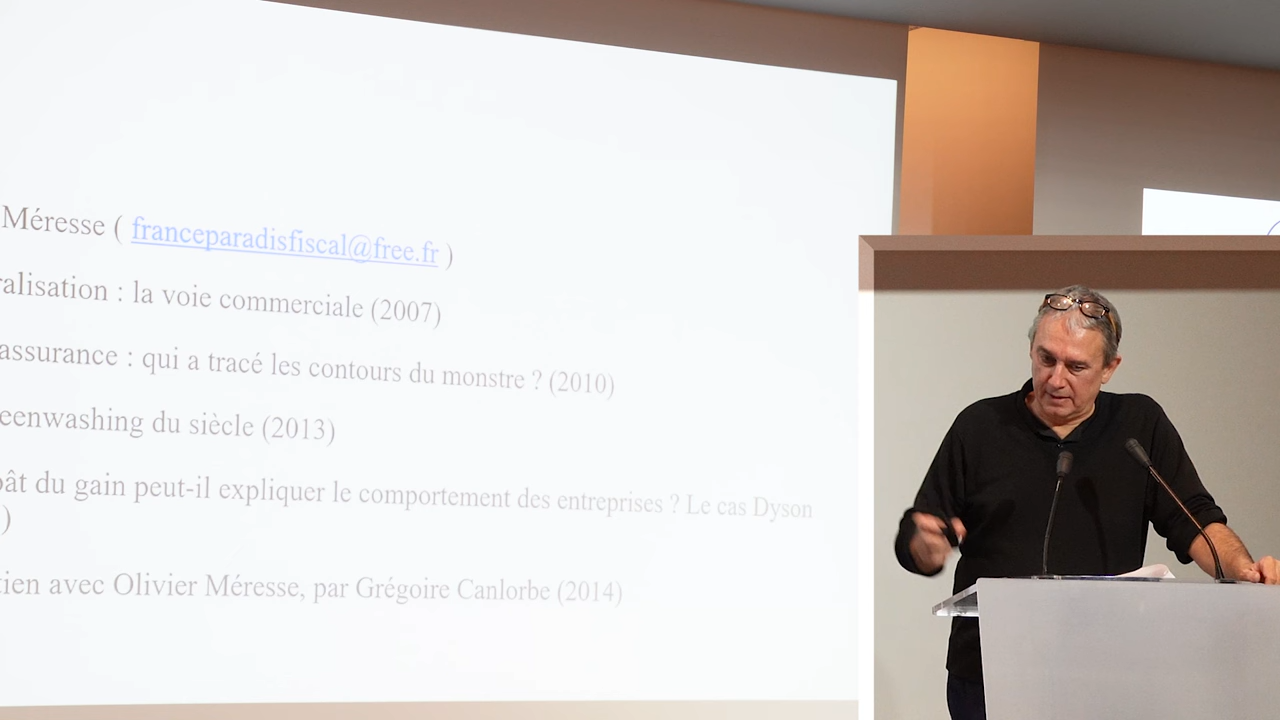 Méresse ( franceparadisfiscal@free.fr )
ralisation : la voie commerciale (2007)
assurance : qui a tracé les contours du monstre ? (2010)
eenwashing du siècle (2013)
pât du gain peut-il expliquer le comportement des entreprises ? Le cas Dyson
)
tien avec Olivier Méresse, par Grégoire Canlorbe (2014)